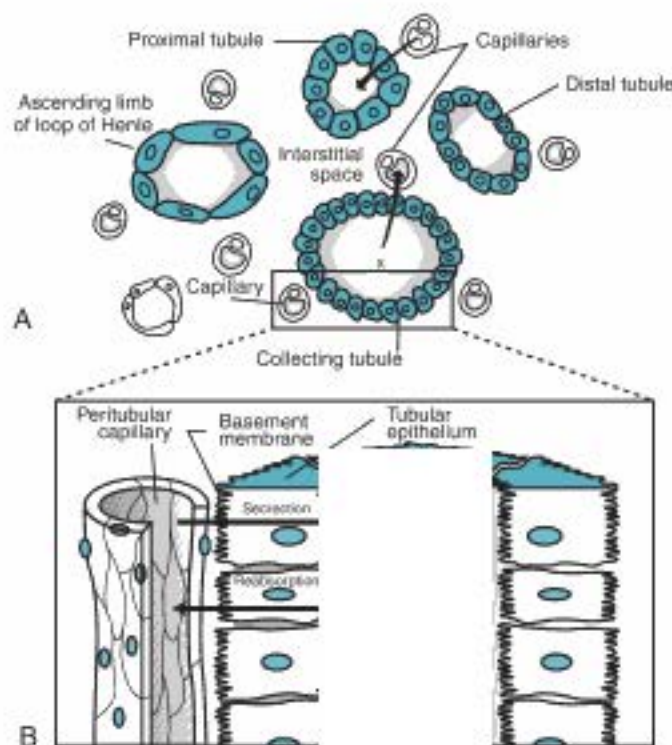 Proximal tubule
Capillaries
Distal tubule
Ascending limb
of loop of Henle
Interstitial
space
x
Capillary
A
Collecting tubule
Peritubular
capillary
Basement
membrane
Tubular
epithelium
Secretion
Reabsorption
B